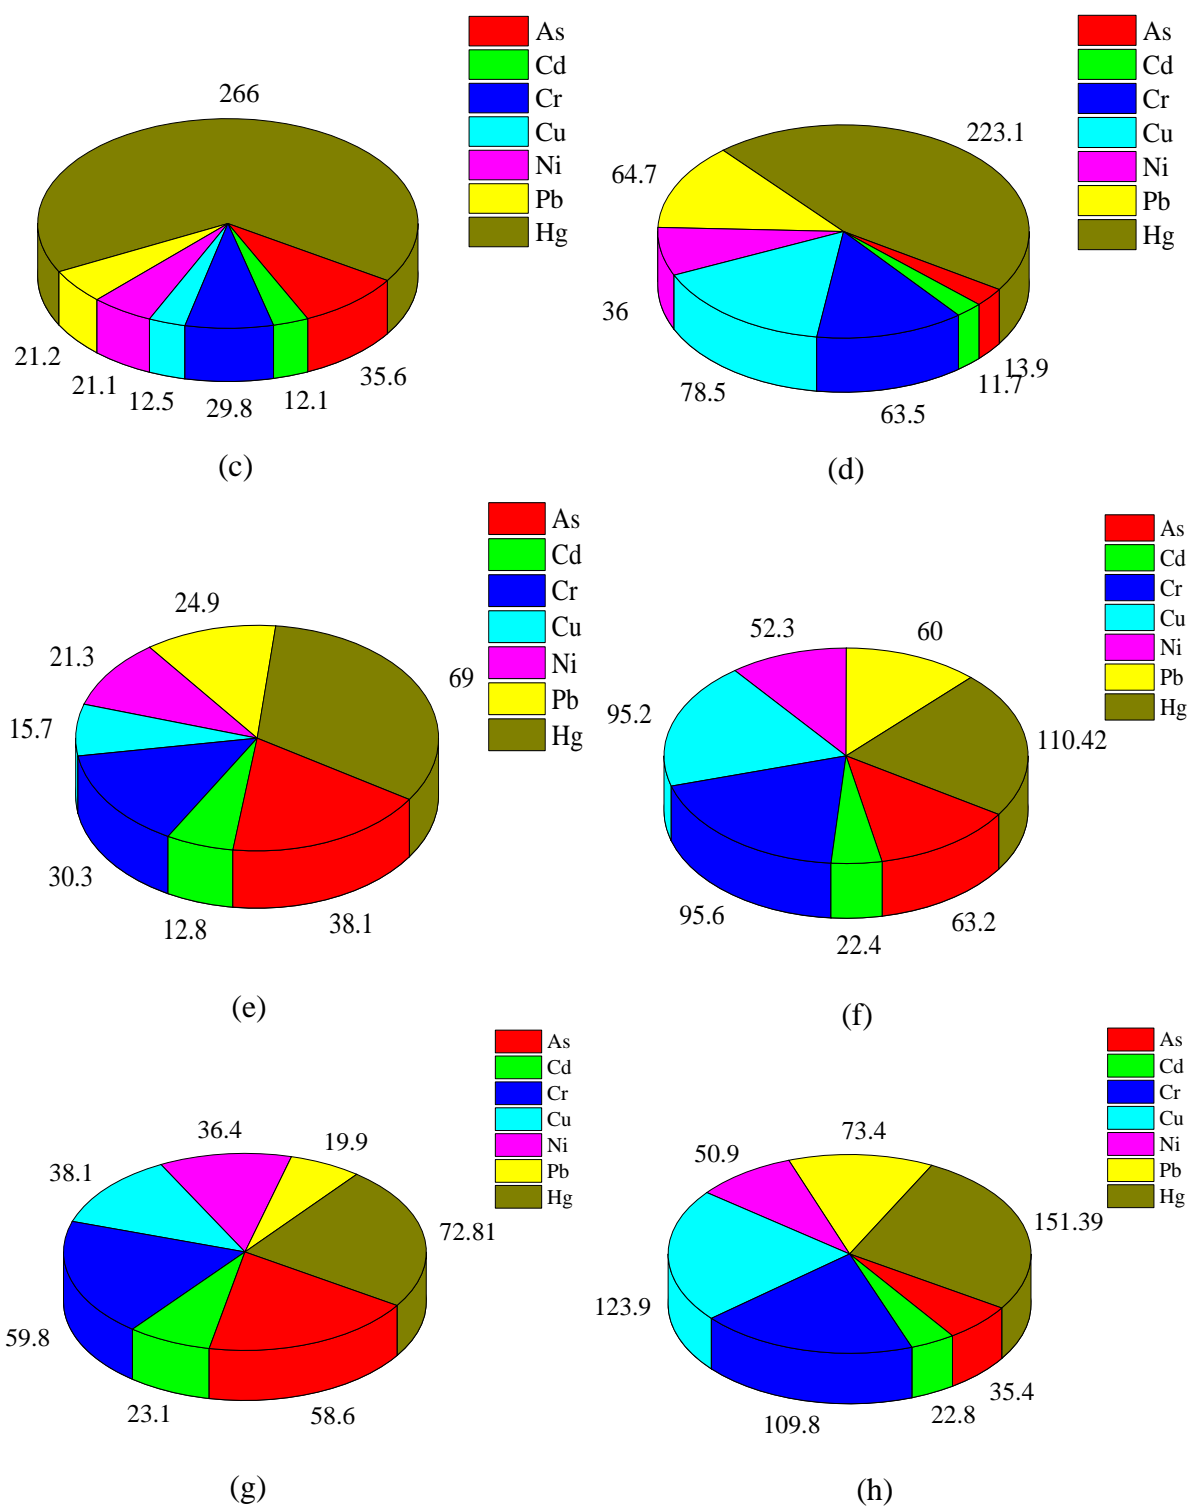 266
As
Cd
Cr
Cu
Ni
Pb
Hg
21.2
21.1
12.5
29.8
12.1
35.6
(c)
223.1
As
Cd
Cr
Cu
Ni
Pb
Hg
64.7
36
78.5
63.5
11.7
13.9
(d)
As
Cd
Cr
Cu
Ni
Pb
Hg
24.9
21.3
69
15.7
30.3
12.8
38.1
(e)
As
Cd
Cr
Cu
Ni
Pb
Hg
52.3
60
95.2
110.42
95.6
22.4
63.2
(f)
As
Cd
Cr
Cu
Ni
Pb
Hg
36.4
19.9
38.1
72.81
59.8
23.1
58.6
(g)
As
Cd
Cr
Cu
Ni
Pb
Hg
73.4
50.9
151.39
123.9
109.8
22.8
35.4
(h)